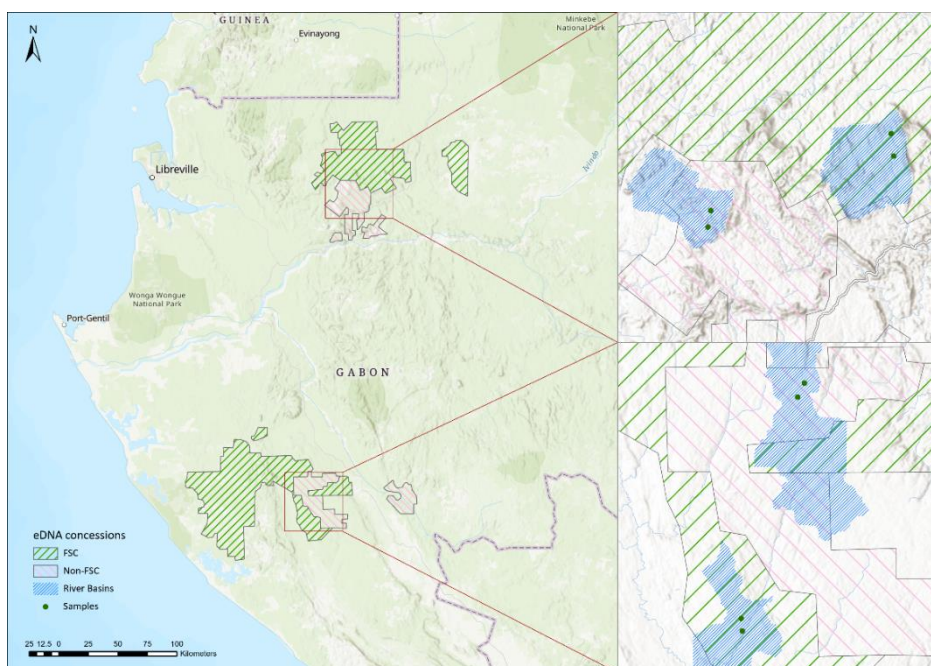 GUINEA
Evinayong
Minkebe
National Park
N
Libreville
Ivindo
Wonga Wongue
National Park
Port-Gentil
GABON
eDNA concessions
FSC
Non-FSC
River Basins
Samples
25 12.5 0 25 50 75 100
Kilometers